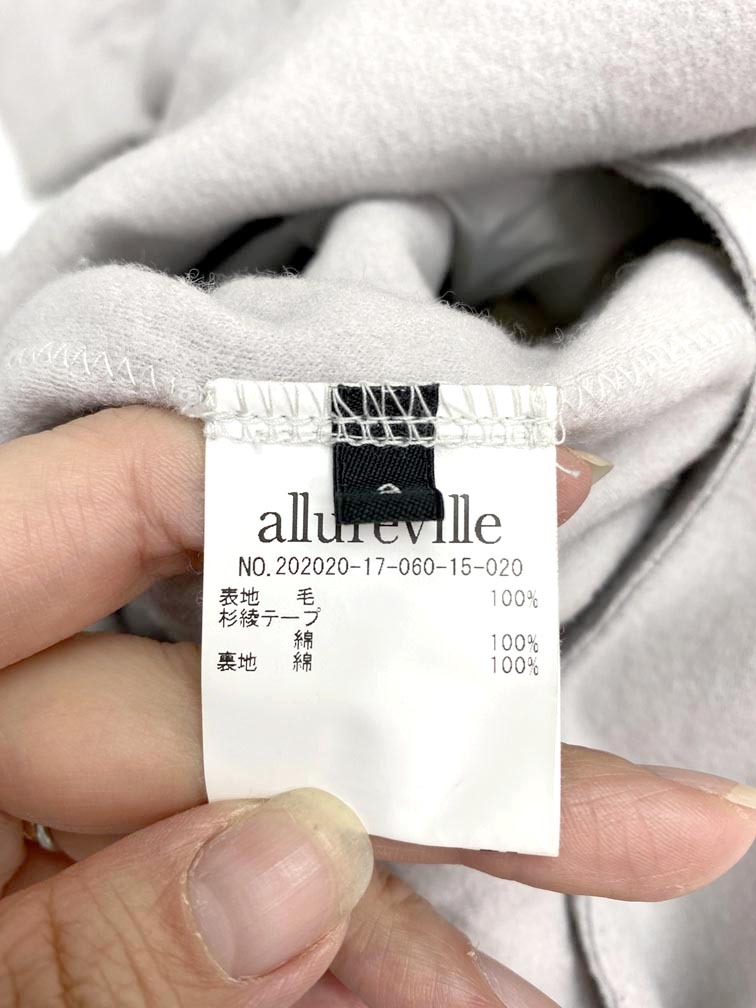 allureville
NO.202020-17-060-15-020
表地 毛 100%
杉綾テープ
綿 100%
裏地 綿 100%